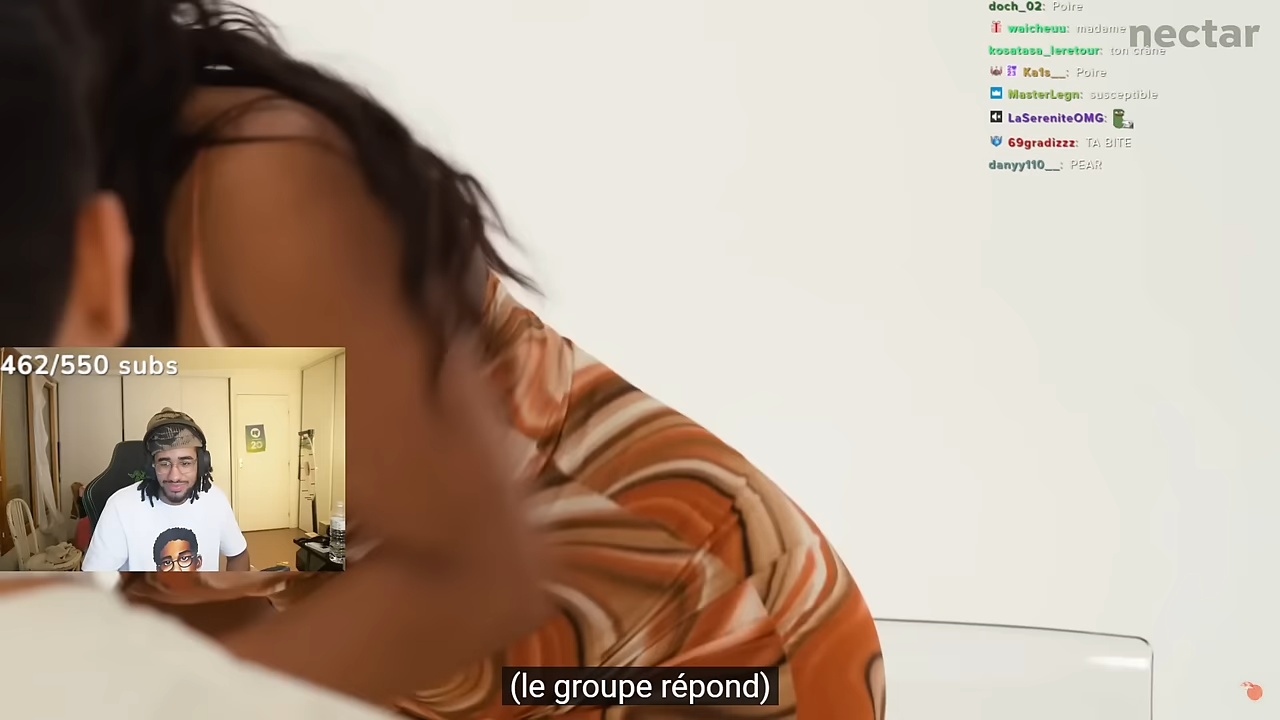 doch_02: Poire
waicheuu: madame
nectar
kosatasa_leretour: ton crane
Ka1s__: Poire
MasterLegn: susceptible
LaSereniteOMG:
69gradizzz: TA BITE
danyy110__: PEAR
462/550 subs
20
(le groupe répond)